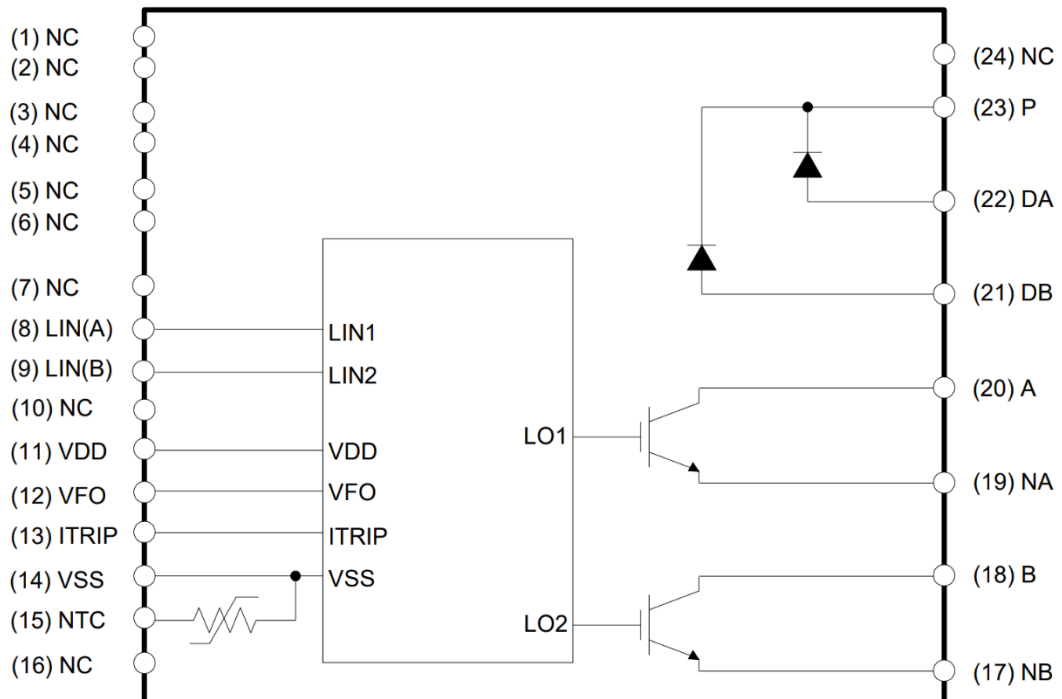 (1) NC
(2) NC
(3) NC
(4) NC
(5) NC
(6) NC
(7) NC
(8) LIN(A)
(9) LIN(B)
(10) NC
(11) VDD
(12) VFO
(13) ITRIP
(14) VSS
(15) NTC
(16) NC
LIN1
LIN2
VDD
VFO
ITRIP
VSS
LO1
LO2
(24) NC
(23) P
(22) DA
(21) DB
(20) A
(19) NA
(18) B
(17) NB